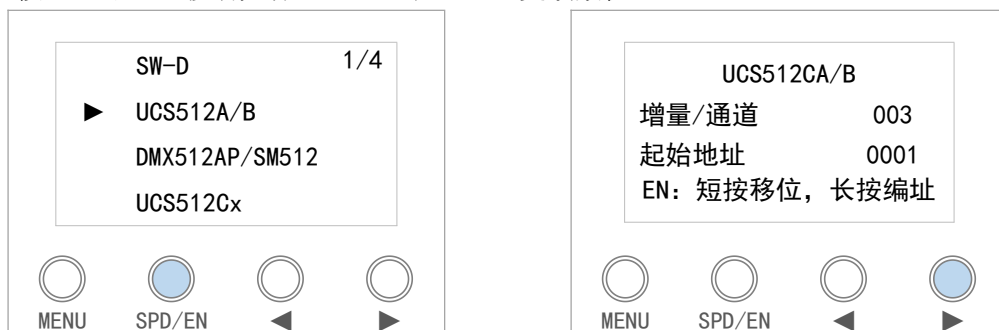 SW-D 1/4
▶ UCS512A/B
DMX512AP/SM512
UCS512Cx
MENU SPD/EN ◀ ▶
UCS512CA/B
增量/通道 003
起始地址 0001
EN: 短按移位，长按编址
MENU SPD/EN ◀ ▶